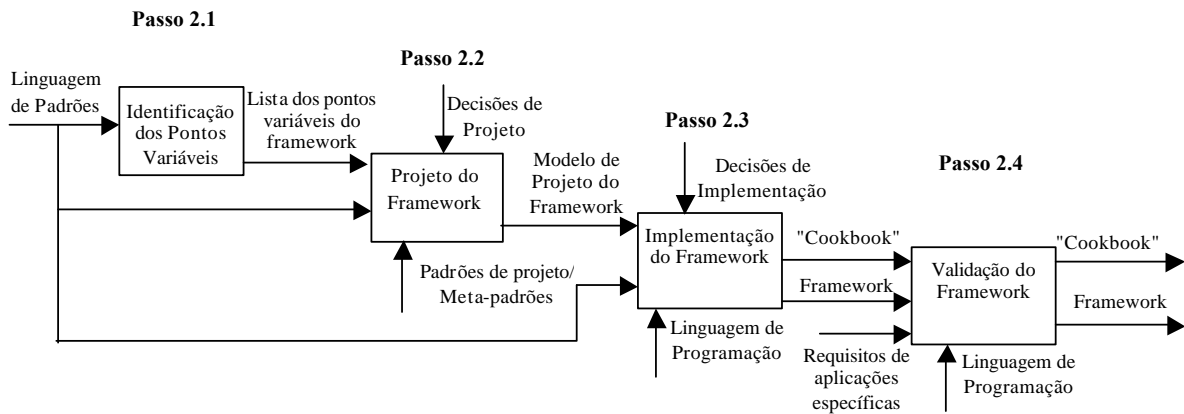 Passo 2.1
Linguagem
de Padrões
Identificação
dos Pontos
Variáveis
Lista dos pontos
variáveis do
framework
Passo 2.2
Decisões de
Projeto
Projeto do
Framework
Padrões de projeto/
Meta-padrões
Modelo de
Projeto do
Framework
Passo 2.3
Decisões de
Implementação
Implementação
do Framework
Linguagem de
Programação
"Cookbook"
Framework
Requisitos de
aplicações
específicas
Passo 2.4
Validação do
Framework
Linguagem de
Programação
"Cookbook"
Framework